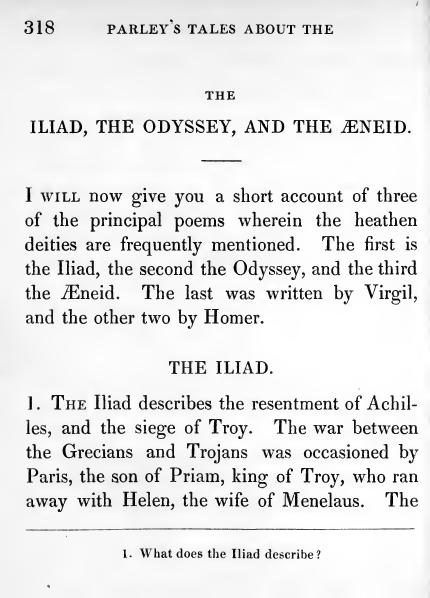 318 PARLEY'S TALES ABOUT THE
THE
ILIAD, THE ODYSSEY, AND THE ÆNEID.
I WILL now give you a short account of three
of the principal poems wherein the heathen
deities are frequently mentioned. The first is
the Iliad, the second the Odyssey, and the third
the Æneid. The last was written by Virgil,
and the other two by Homer.
THE ILIAD.
1. THE Iliad describes the resentment of Achil-
les, and the siege of Troy. The war between
the Grecians and Trojans was occasioned by
Paris, the son of Priam, king of Troy, who ran
away with Helen, the wife of Menelaus. The
1. What does the Iliad describe?